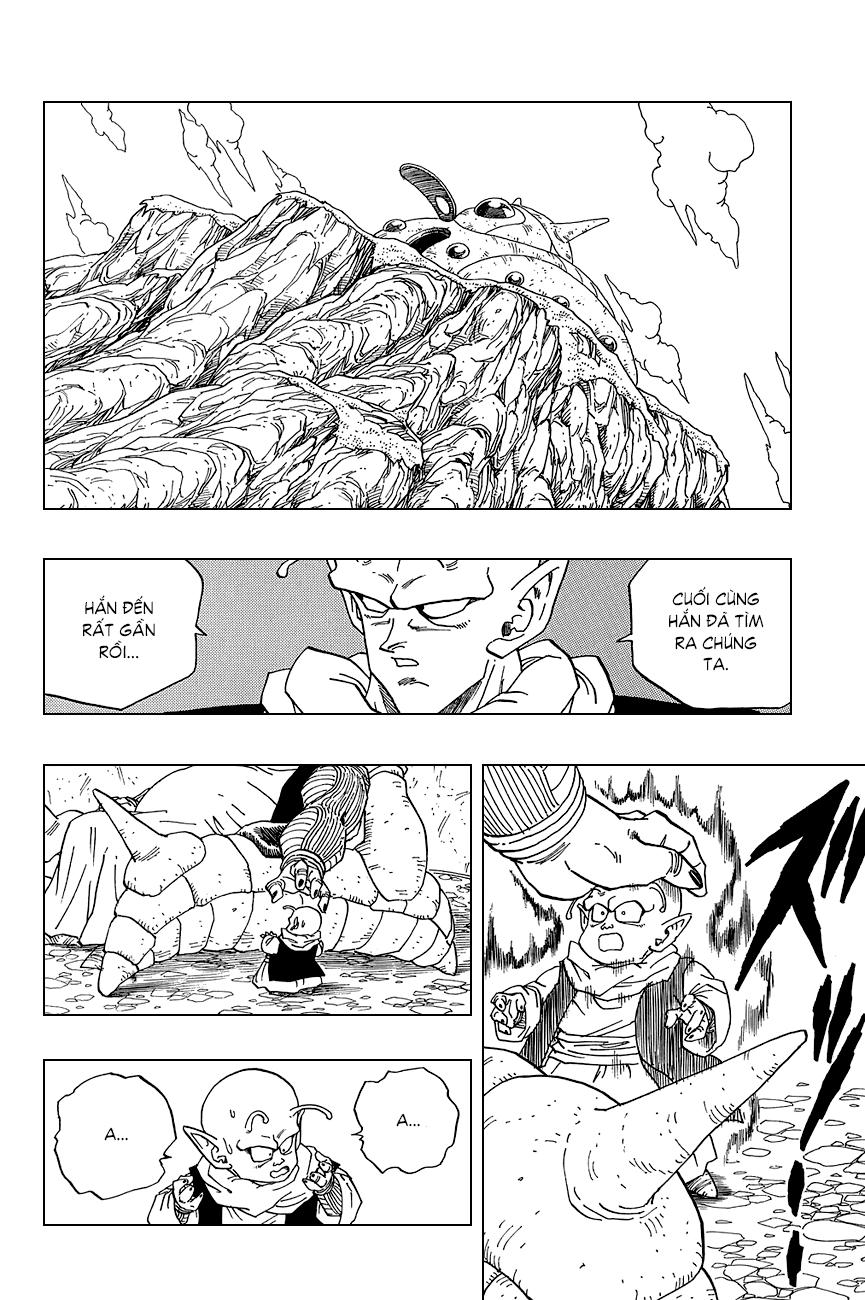 CUỐI CÙNG
HẮN ĐÃ TÌM
RA CHÚNG
TA.
HẮN ĐẾN
RẤT GẦN
RỒI...
A...
A...